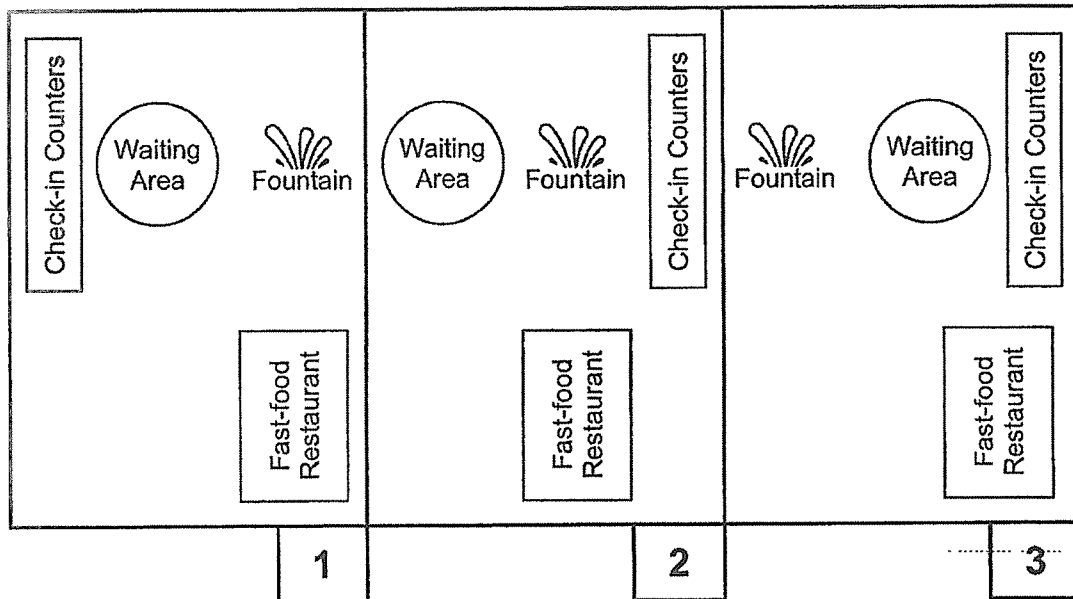 Check-in Counters
Waiting
Area
Fountain
Fast-food
Restaurant
1
Waiting
Area
Fountain
Check-in Counters
Fast-food
Restaurant
2
Fountain
Waiting
Area
Check-in Counters
Fast-food
Restaurant
3